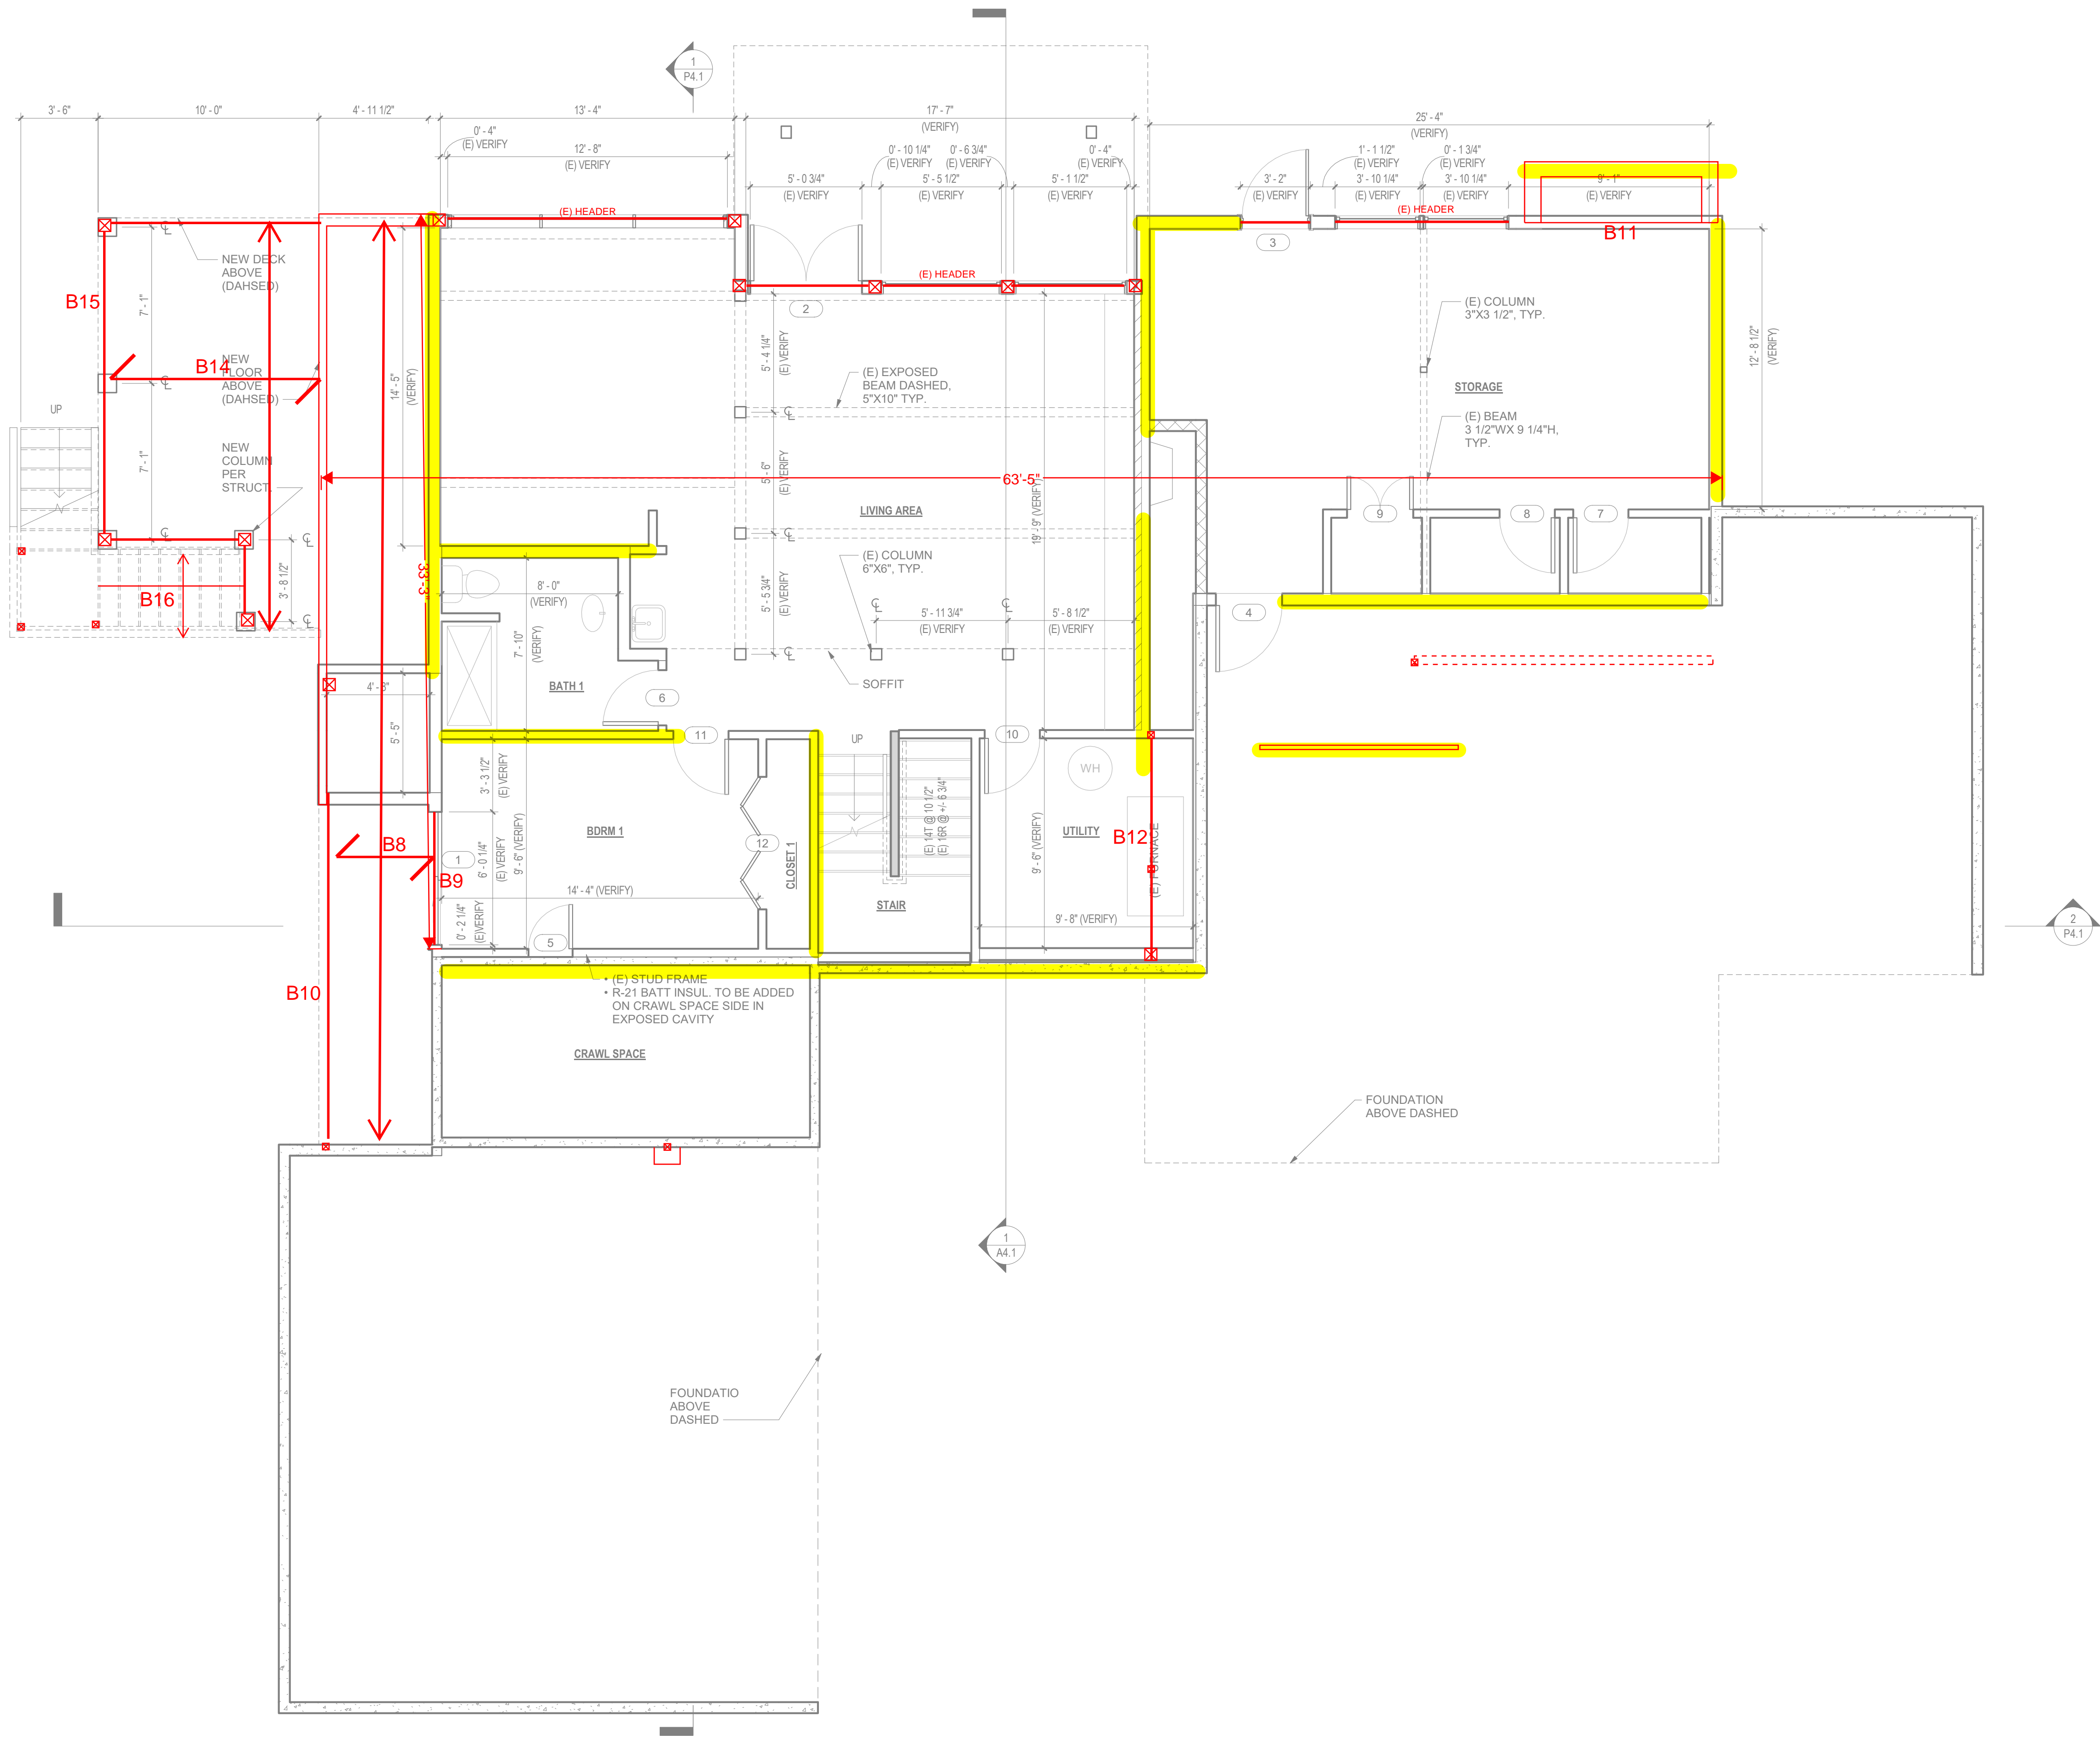 1
P4.1
3' - 6"
10' - 0"
4' - 11 1/2"
13' - 4"
17' - 7"
(VERIFY)
25' - 4"
(VERIFY)
0' - 4"
(E) VERIFY
12' - 8"
(E) VERIFY
0' - 10 1/4"
(E) VERIFY
0' - 6 3/4"
(E) VERIFY
0' - 4"
(E) VERIFY
5' - 0 3/4"
(E) VERIFY
5' - 5 1/2"
(E) VERIFY
5' - 1 1/2"
(E) VERIFY
1' - 1 1/2"
(E) VERIFY
0' - 1 3/4"
(E) VERIFY
3' - 2"
(E) VERIFY
3' - 10 1/4"
(E) VERIFY
3' - 10 1/4"
(E) VERIFY
9' - 1"
(E) VERIFY
(E) HEADER
(E) HEADER
(E) HEADER
B11
3
2
NEW DECK
ABOVE
(DAHSED)
B15
7' - 1"
B14
NEW
FLOOR
ABOVE
(DAHSED)
14' - 5"
(VERIFY)
5' - 4 1/4"
(E) VERIFY
(E) EXPOSED
BEAM DASHED,
5"X10" TYP.
(E) COLUMN
3"X3 1/2", TYP.
STORAGE
(E) BEAM
3 1/2"WX 9 1/4"H,
TYP.
12' - 8 1/2"
(VERIFY)
UP
7' - 1"
NEW
COLUMN
PER
STRUCT.
5' - 6"
(E) VERIFY
63'-5"
LIVING AREA
19' - 9" (VERIFY)
9
8
7
(E) COLUMN
6"X6", TYP.
33'-3"
8' - 0"
(VERIFY)
5' - 5 3/4"
(E) VERIFY
3' - 8 1/2"
B16
5' - 11 3/4"
(E) VERIFY
5' - 8 1/2"
(E) VERIFY
4
7' - 10"
(VERIFY)
BATH 1
6
SOFFIT
4' - 8"
5' - 5"
11
UP
10
WH
3' - 3 1/2"
(E) VERIFY
BDRM 1
12
CLOSET 1
(E) 14T @ 10 1/2"
(E) 16R @ +/- 6 3/4"
UTILITY
B12
(E) FURNACE
B8
1
B9
6' - 0 1/4"
(E) VERIFY
9' - 6" (VERIFY)
9' - 6" (VERIFY)
14' - 4" (VERIFY)
STAIR
9' - 8" (VERIFY)
0' - 2 1/4"
(E)VERIFY
5
2
P4.1
B10
• (E) STUD FRAME
• R-21 BATT INSUL. TO BE ADDED
ON CRAWL SPACE SIDE IN
EXPOSED CAVITY
CRAWL SPACE
FOUNDATION
ABOVE DASHED
1
A4.1
FOUNDATIO
ABOVE
DASHED